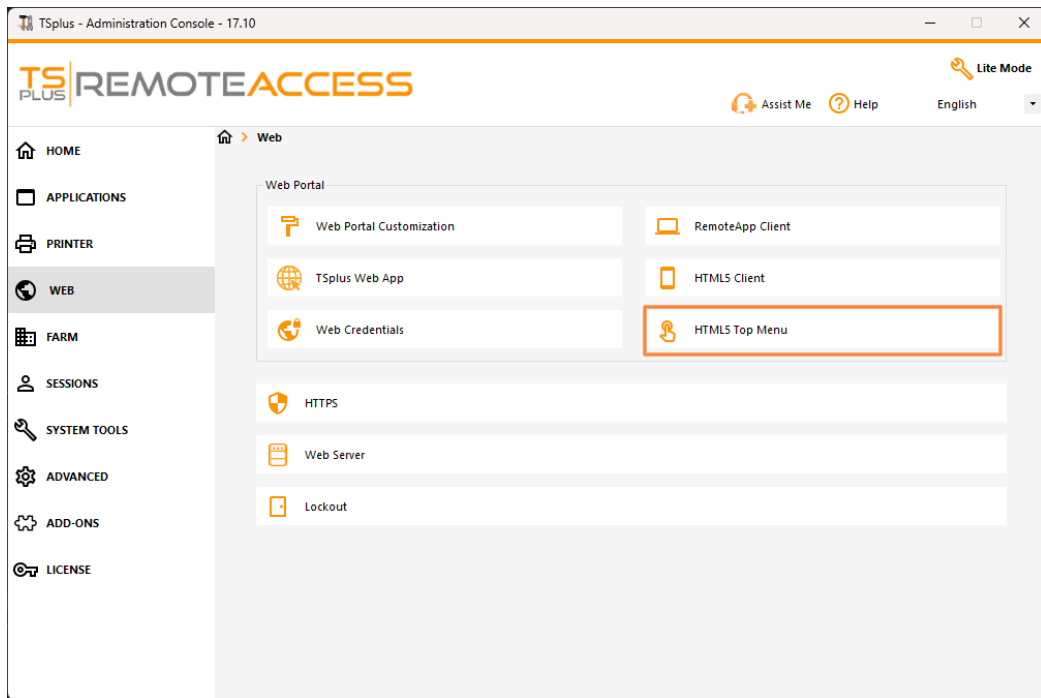 TSplus - Administration Console - 17.10
TS PLUS REMOTEACCESS
Lite Mode
Assist Me
Help
English
HOME
APPLICATIONS
PRINTER
WEB
FARM
SESSIONS
SYSTEM TOOLS
ADVANCED
ADD-ONS
LICENSE
Web
Web Portal
Web Portal Customization
RemoteApp Client
TSplus Web App
HTML5 Client
Web Credentials
HTML5 Top Menu
HTTPS
Web Server
Lockout